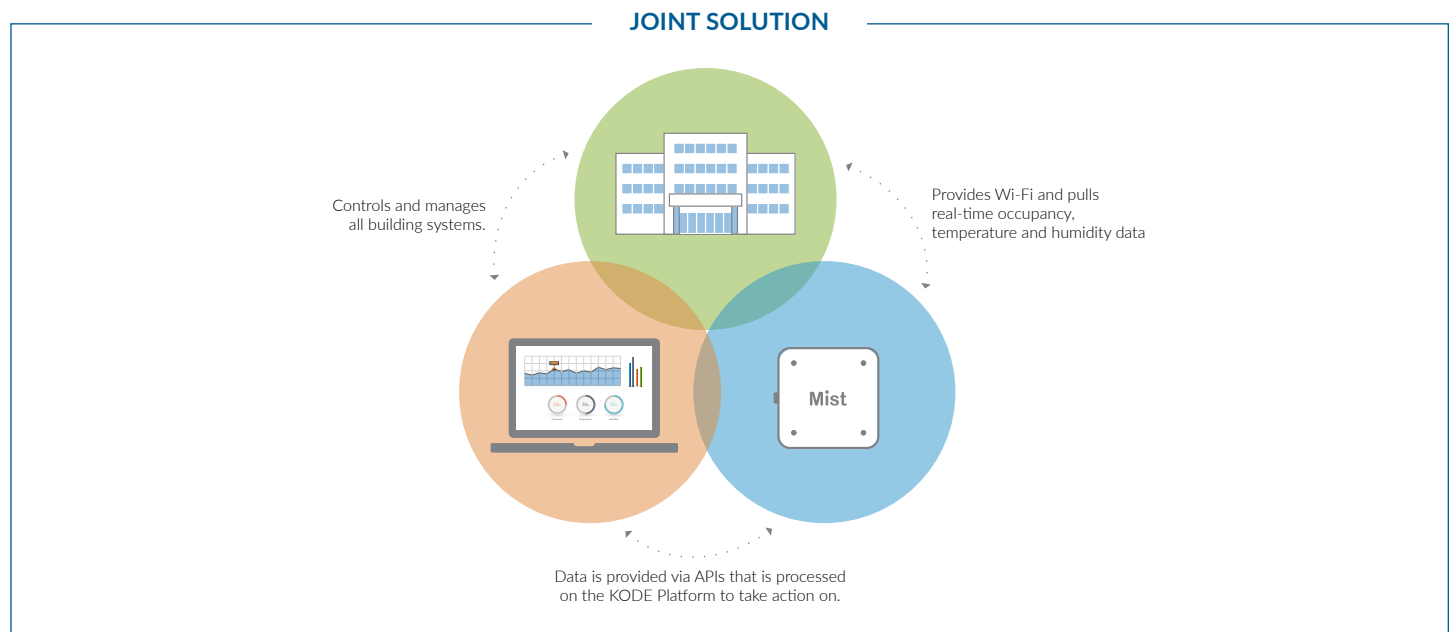 JOINT SOLUTION
Controls and manages
all building systems.
Provides Wi-Fi and pulls
real-time occupancy,
temperature and humidity data
Mist
Data is provided via APIs that is processed
on the KODE Platform to take action on.